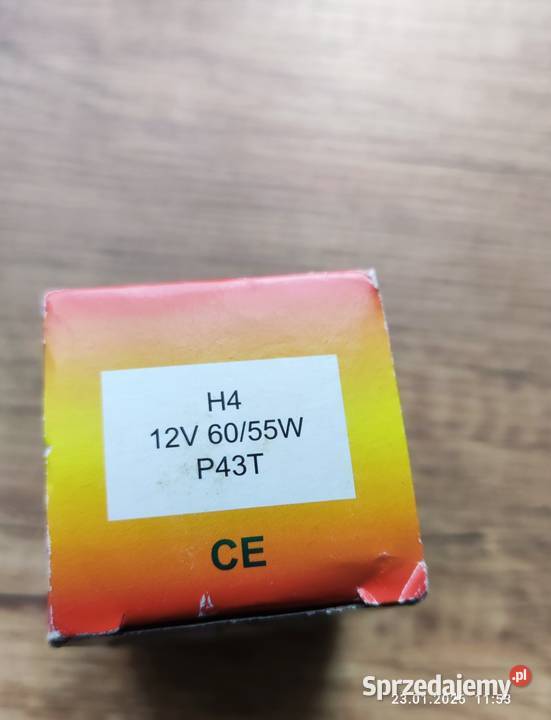 H4
12V 60/55W
P43T
CE
Sprzedajemy.pl
23.01.2025 11:53